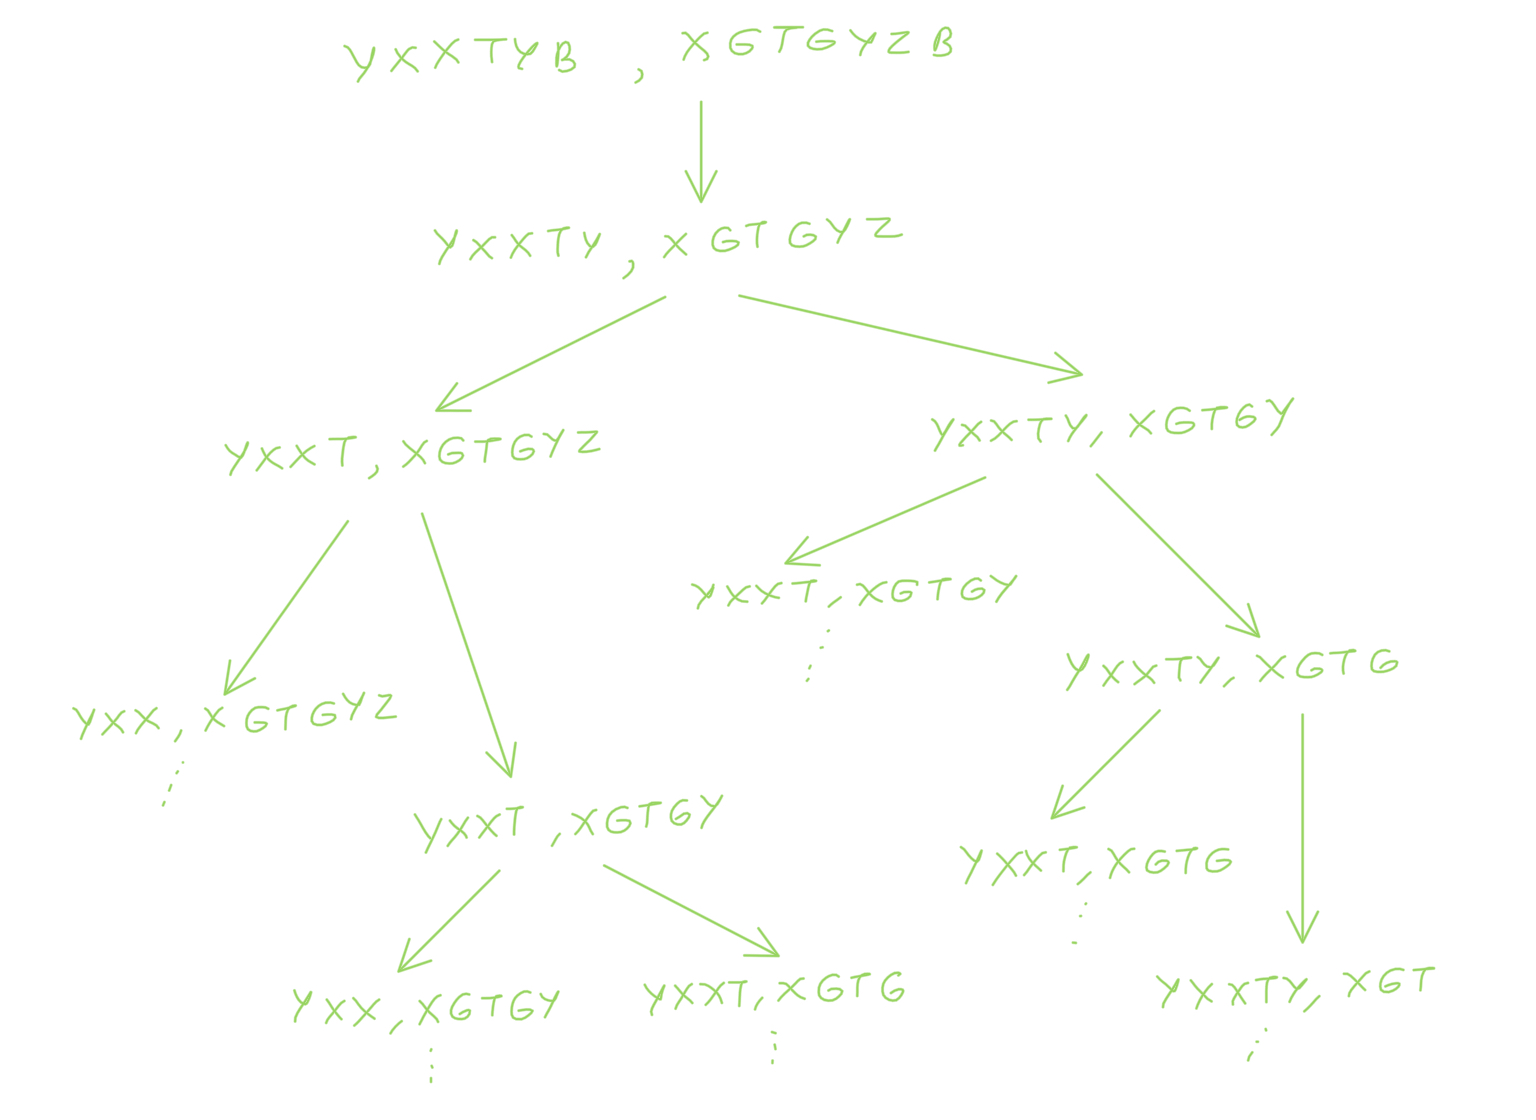 YXXTYB , XGTGYZB
YXXTY, XGTGYZ
YXXT, XGTGYZ
YXXTY, XGTGY
YXXT, XGTGY
YXXTY, XGTG
YXX, XGTGYZ
YXXT, XGTGY
YXXT, XGTG
YXX, XGTGY
YXXT, XGTG
YXXTY, XGT